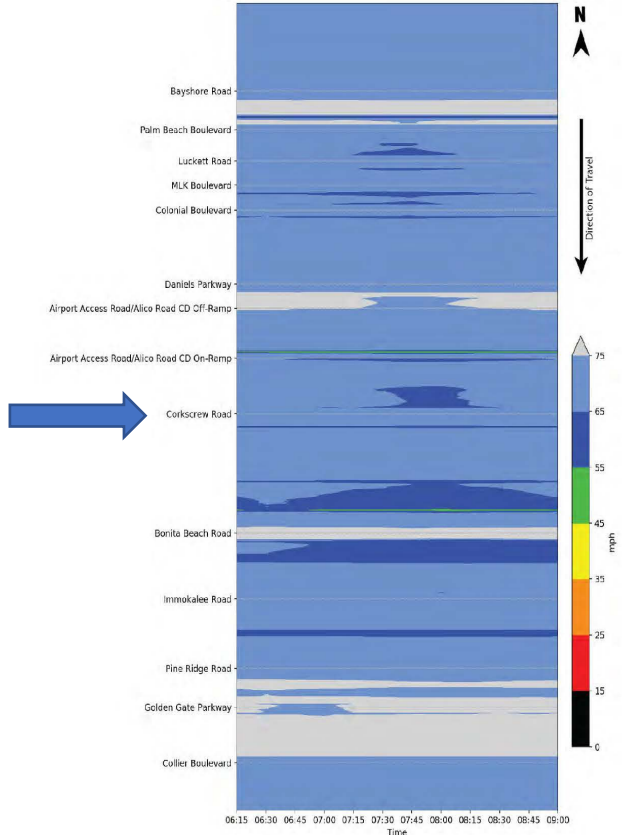 N
Bayshore Road
Palm Beach Boulevard
Luckett Road
MLK Boulevard
Colonial Boulevard
Daniels Parkway
Airport Access Road/Alico Road CD Off-Ramp
Airport Access Road/Alico Road CD On-Ramp
Corkscrew Road
Bonita Beach Road
Immokalee Road
Pine Ridge Road
Golden Gate Parkway
Collier Boulevard
06:15 06:30 06:45 07:00 07:15 07:30 07:45 08:00 08:15 08:30 08:45 09:00
Time
Direction of Travel
75
65
55
45
35
25
15
0
mph